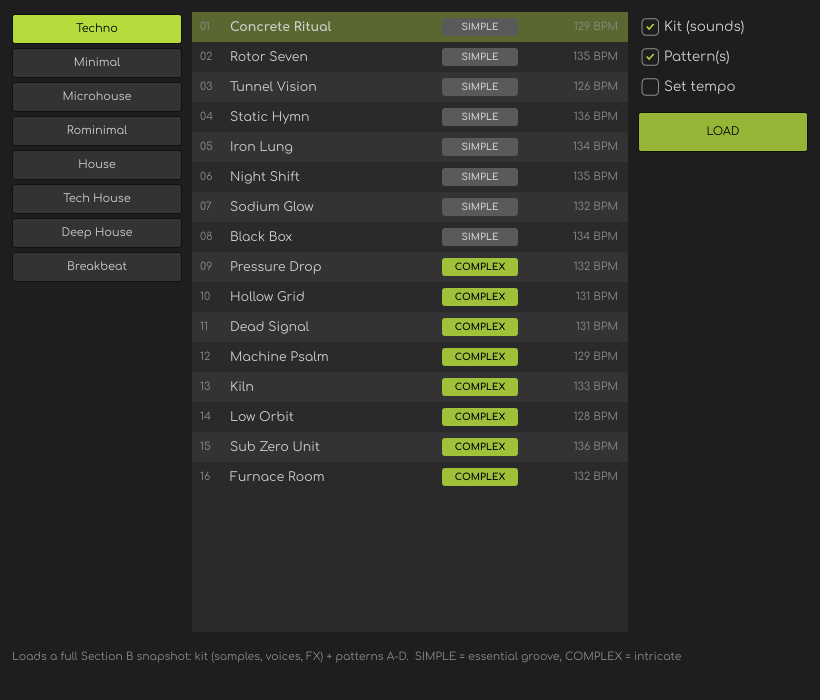 Techno
Minimal
Microhouse
Rominimal
House
Tech House
Deep House
Breakbeat
01 Concrete Ritual SIMPLE 129 BPM
02 Rotor Seven SIMPLE 135 BPM
03 Tunnel Vision SIMPLE 126 BPM
04 Static Hymn SIMPLE 136 BPM
05 Iron Lung SIMPLE 134 BPM
06 Night Shift SIMPLE 135 BPM
07 Sodium Glow SIMPLE 132 BPM
08 Black Box SIMPLE 134 BPM
09 Pressure Drop COMPLEX 132 BPM
10 Hollow Grid COMPLEX 131 BPM
11 Dead Signal COMPLEX 131 BPM
12 Machine Psalm COMPLEX 129 BPM
13 Kiln COMPLEX 133 BPM
14 Low Orbit COMPLEX 128 BPM
15 Sub Zero Unit COMPLEX 136 BPM
16 Furnace Room COMPLEX 132 BPM
Kit (sounds)
Pattern(s)
Set tempo
LOAD
Loads a full Section B snapshot: kit (samples, voices, FX) + patterns A-D. SIMPLE = essential groove, COMPLEX = intricate